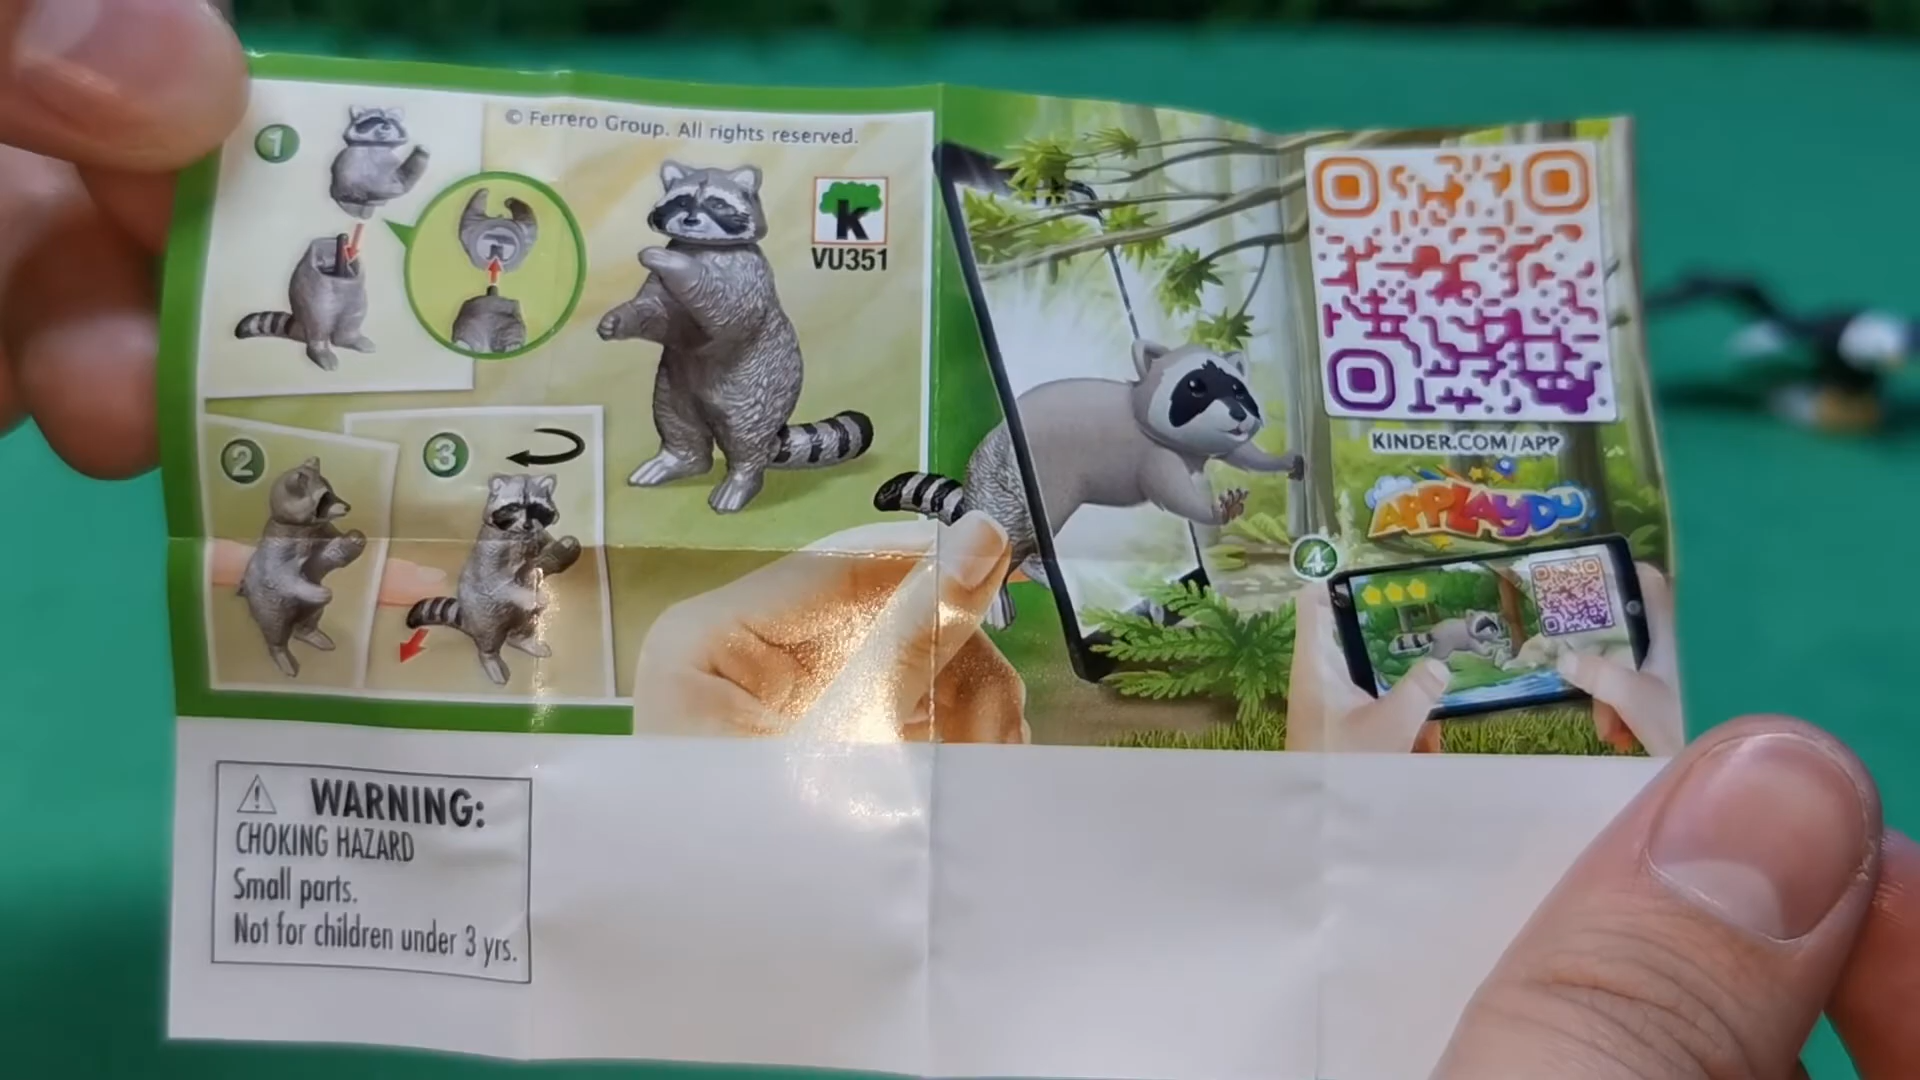 1
© Ferrero Group. All rights reserved.
k
VU351
2
3
KINDER.COM/APP
APPLAYDU
4
WARNING:
CHOKING HAZARD
Small parts.
Not for children under 3 yrs.